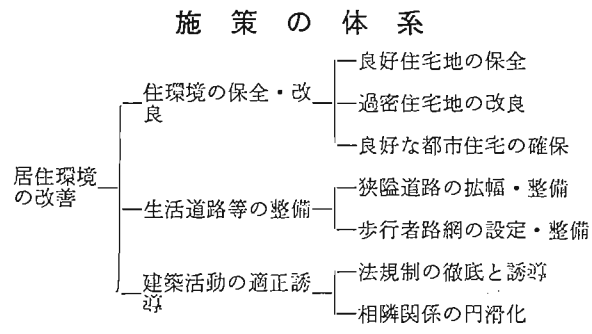 施策の体系
良好住宅地の保全
住環境の保全・改
良
過密住宅地の改良
良好な都市住宅の確保
居住環境
の改善
狭隘道路の拡幅・整備
生活道路等の整備
歩行者路網の設定・整備
建築活動の適正誘
導
法規制の徹底と誘導
相隣関係の円滑化